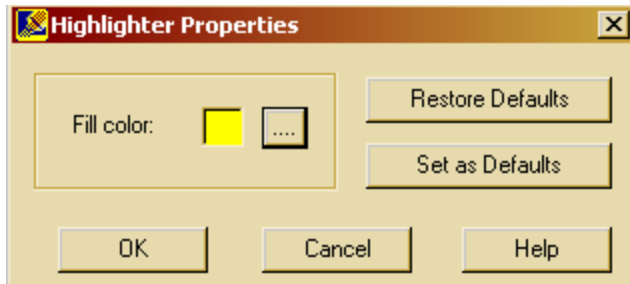 Highlighter Properties
Fill color:
....
Restore Defaults
Set as Defaults
OK
Cancel
Help